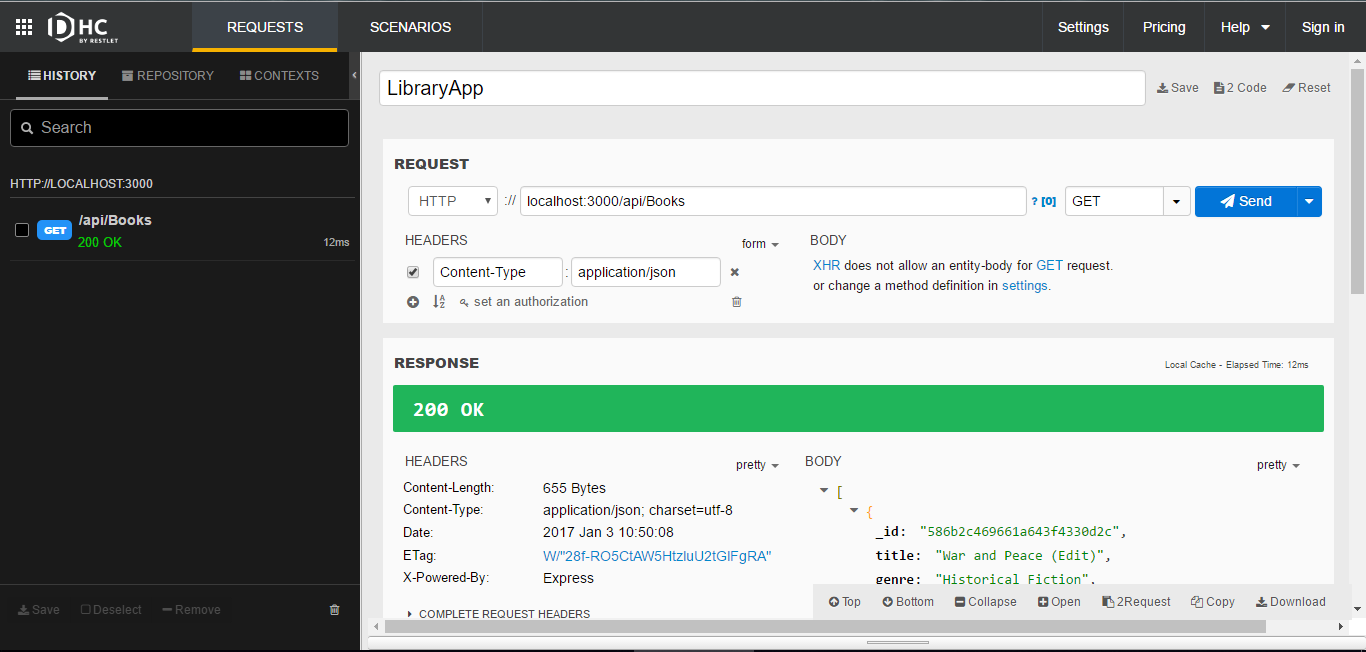 DHC BY RESTLET
REQUESTS
SCENARIOS
Settings
Pricing
Help
Sign in
HISTORY
REPOSITORY
CONTEXTS
Search
HTTP://LOCALHOST:3000
GET /api/Books
200 OK
12ms
Save
Deselect
Remove
LibraryApp
Save
2 Code
Reset
REQUEST
HTTP :// localhost:3000/api/Books ? [0] GET Send
HEADERS
form
Content-Type : application/json
set an authorization
BODY
XHR does not allow an entity-body for GET request.
or change a method definition in settings.
RESPONSE
Local Cache - Elapsed Time: 12ms
200 OK
HEADERS
pretty
Content-Length: 655 Bytes
Content-Type: application/json; charset=utf-8
Date: 2017 Jan 3 10:50:08
ETag: W/"28f-RO5CtAW5HtzluU2tGIFgRA"
X-Powered-By: Express
COMPLETE REQUEST HEADERS
BODY
pretty
[
{
_id: "586b2c469661a643f4330d2c",
title: "War and Peace (Edit)",
genre: "Historical Fiction",
Top
Bottom
Collapse
Open
2Request
Copy
Download